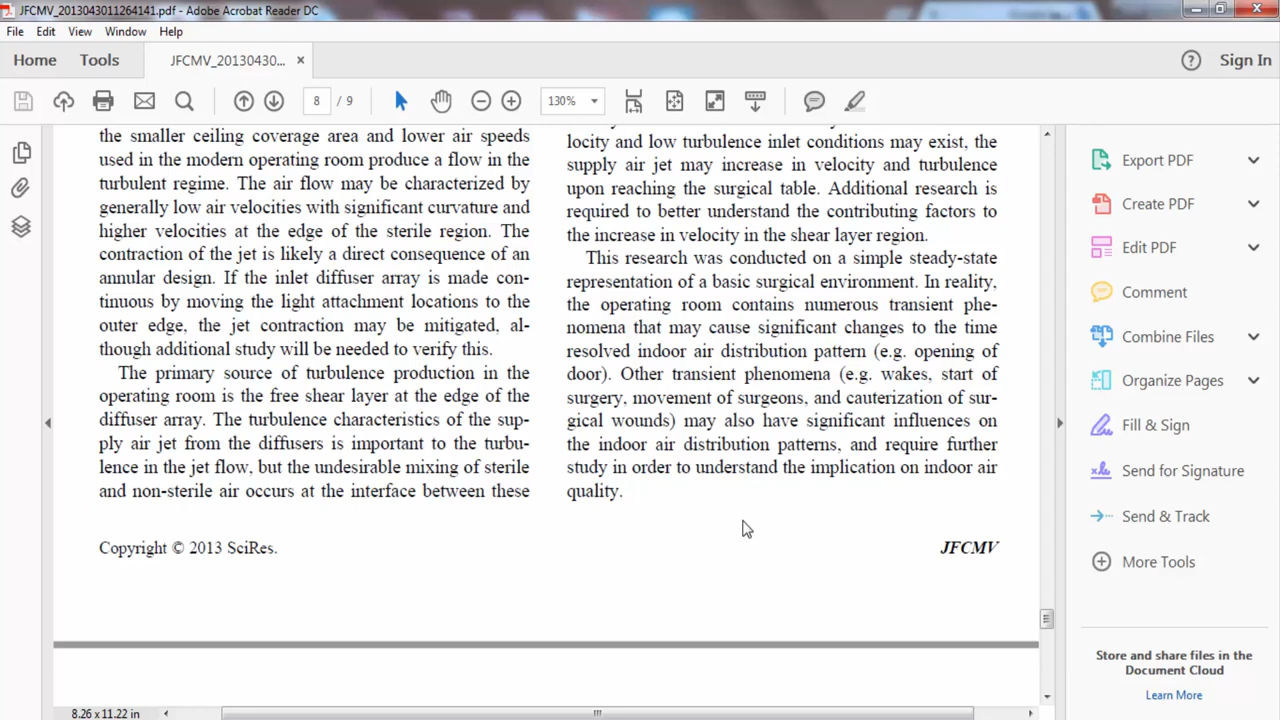 JFCMV_2013043011264141.pdf - Adobe Acrobat Reader DC
File Edit View Window Help
Home Tools JFCMV_20130430... × Sign In
8 / 9 130%
the smaller ceiling coverage area and lower air speeds
used in the modern operating room produce a flow in the
turbulent regime. The air flow may be characterized by
generally low air velocities with significant curvature and
higher velocities at the edge of the sterile region. The
contraction of the jet is likely a direct consequence of an
annular design. If the inlet diffuser array is made con-
tinuous by moving the light attachment locations to the
outer edge, the jet contraction may be mitigated, al-
though additional study will be needed to verify this.
The primary source of turbulence production in the
operating room is the free shear layer at the edge of the
diffuser array. The turbulence characteristics of the sup-
ply air jet from the diffusers is important to the turbu-
lence in the jet flow, but the undesirable mixing of sterile
and non-sterile air occurs at the interface between these
locity and low turbulence inlet conditions may exist, the
supply air jet may increase in velocity and turbulence
upon reaching the surgical table. Additional research is
required to better understand the contributing factors to
the increase in velocity in the shear layer region.
This research was conducted on a simple steady-state
representation of a basic surgical environment. In reality,
the operating room contains numerous transient phe-
nomena that may cause significant changes to the time
resolved indoor air distribution pattern (e.g. opening of
door). Other transient phenomena (e.g. wakes, start of
surgery, movement of surgeons, and cauterization of sur-
gical wounds) may also have significant influences on
the indoor air distribution patterns, and require further
study in order to understand the implication on indoor air
quality.
Copyright © 2013 SciRes. JFCMV
8.26 x 11.22 in
Export PDF
Create PDF
Edit PDF
Comment
Combine Files
Organize Pages
Fill & Sign
Send for Signature
Send & Track
More Tools
Store and share files in the
Document Cloud
Learn More